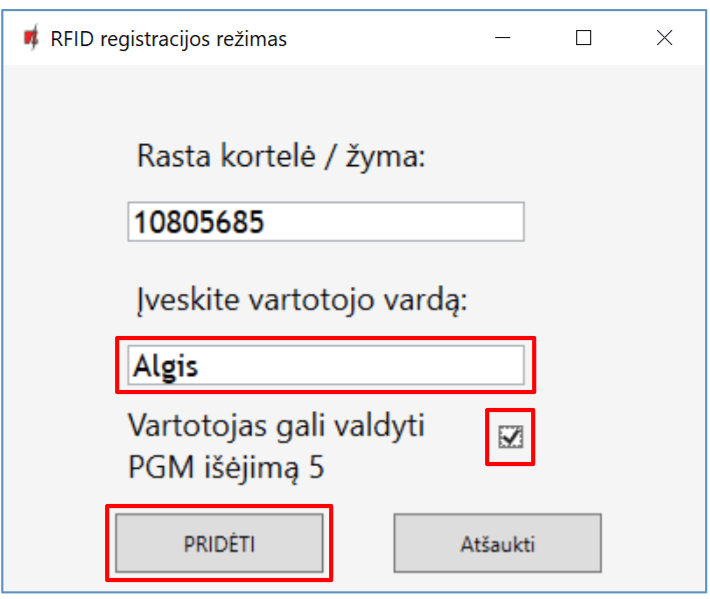 RFID registracijos režimas
Rasta kortelė / žyma:
10805685
Įveskite vartotojo vardą:
Algis
Vartotojas gali valdyti
PGM išėjimą 5
PRIDĖTI
Atšaukti